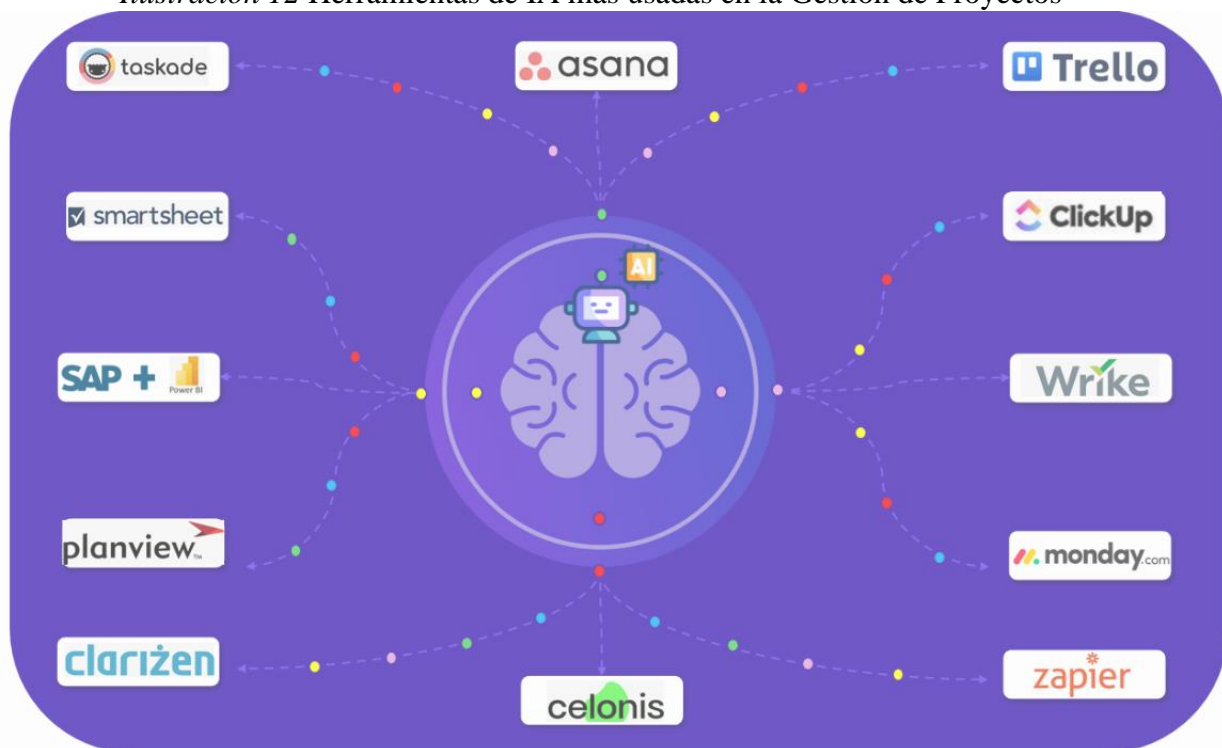 Ilustración 12 Herramientas de IA más usadas en la Gestión de Proyectos
taskade
asana
Trello
smartsheet
ClickUp
AI
SAP +
Power BI
Wrike
planview™
monday.com
clarizen
celonis
zapier